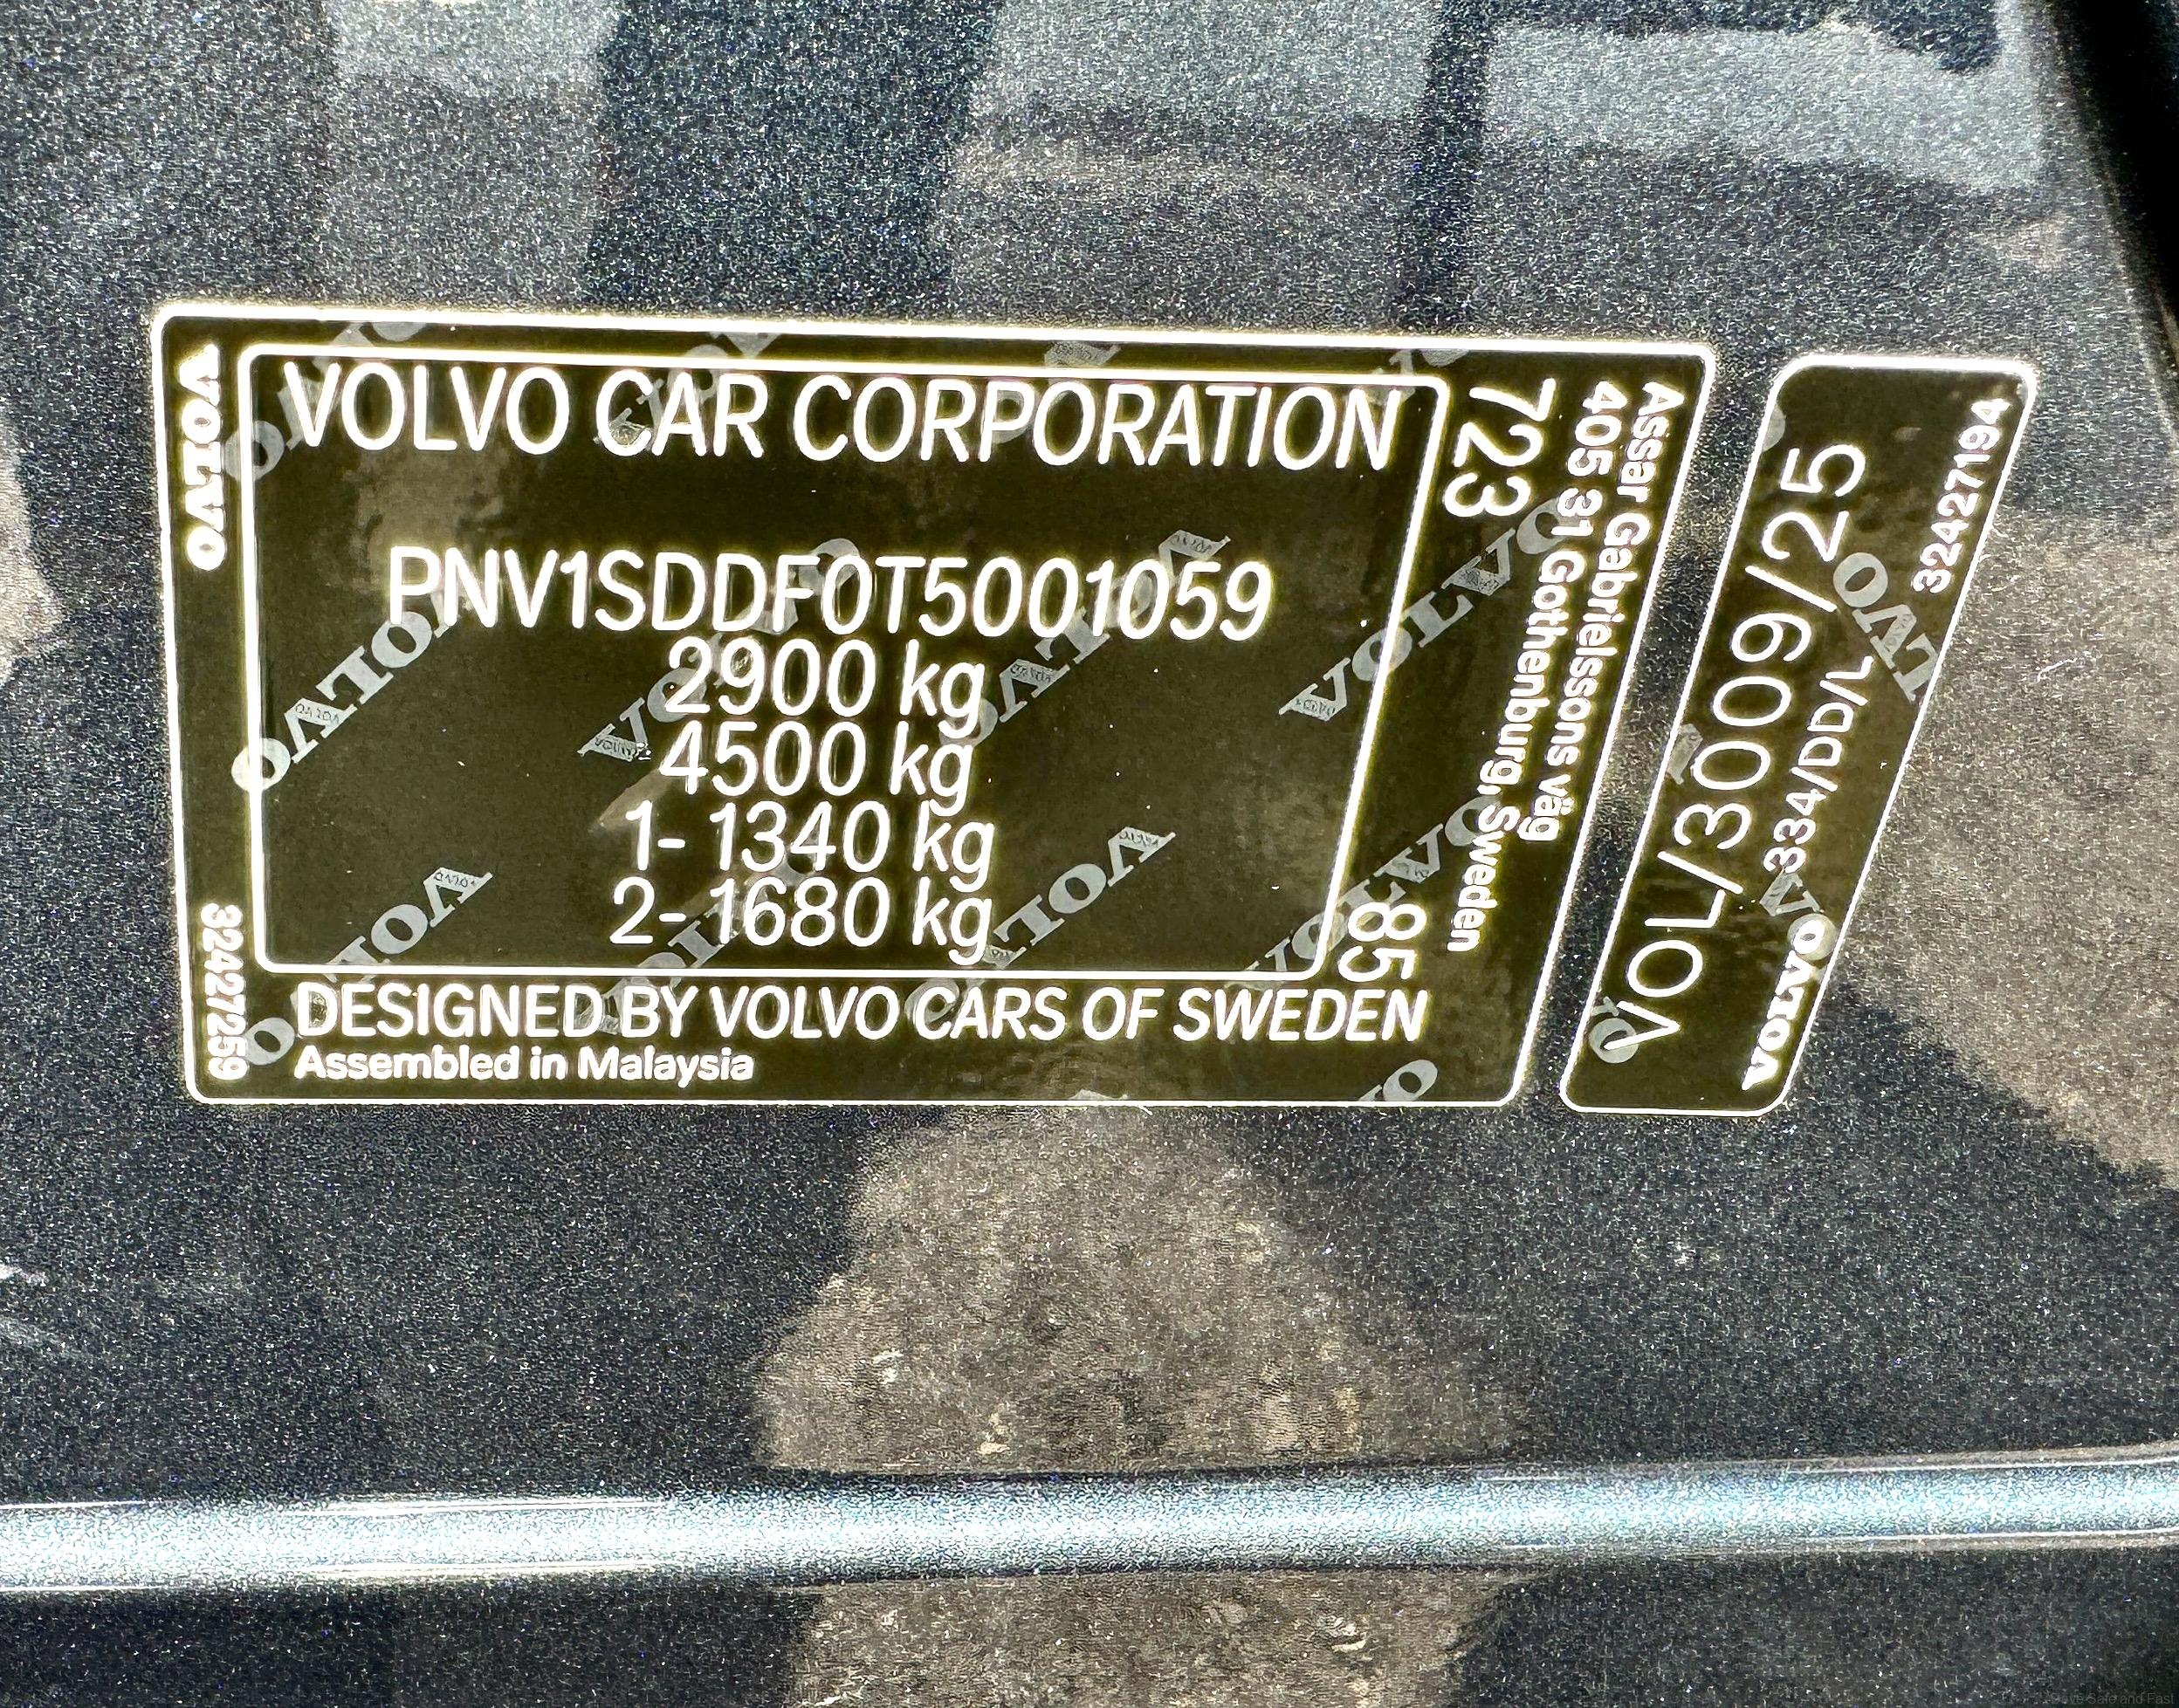 VOLVO CAR CORPORATION
PNV1SDDF0T5001059
2900 kg
4500 kg
1- 1340 kg
2- 1680 kg
DESIGNED BY VOLVO CARS OF SWEDEN
Assembled in Malaysia
VOLVO
32427259
723
85
Assar Gabrielssons väg
405 31 Gothenburg, Sweden
VOL/3009/25
334/DD/L
VOLVO
32427194